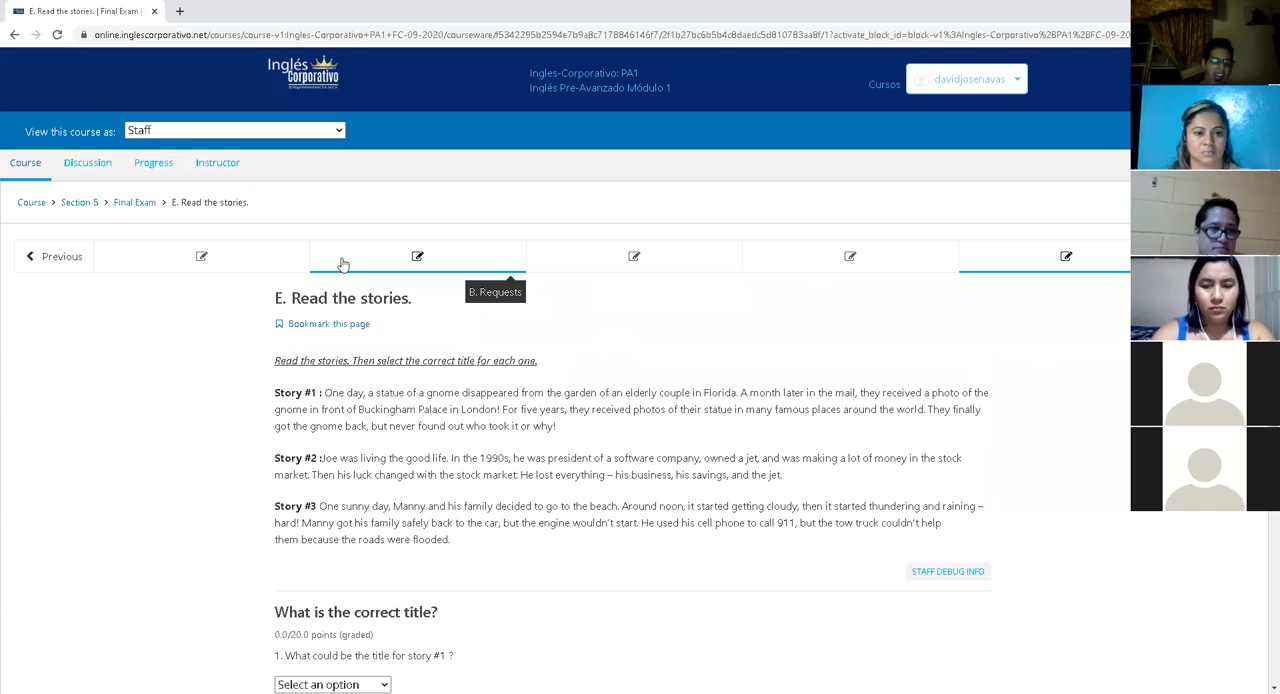 E. Read the stories. | Final Exam |
online.inglescorporativo.net/courses/course-v1:Ingles-Corporativo+PA1+FC-09-2020/courseware/f5342295b2594e7b9a8c7178846146f7/2f1b27bc6b5b4c8daedc5d810783aa8f/1?activate_block_id=block-v1%3AIngles-Corporativo%2BPA1%2BFC-09-20
Inglés
Corporativo
Ingles-Corporativo: PA1
Inglés Pre-Avanzado Módulo 1
Cursos
davidjosenavas
View this course as:
Staff
Course
Discussion
Progress
Instructor
Course > Section 5 > Final Exam > E. Read the stories.
Previous
B. Requests
E. Read the stories.
Bookmark this page
Read the stories. Then select the correct title for each one.
Story #1 : One day, a statue of a gnome disappeared from the garden of an elderly couple in Florida. A month later in the mail, they received a photo of the
gnome in front of Buckingham Palace in London! For five years, they received photos of their statue in many famous places around the world. They finally
got the gnome back, but never found out who took it or why!
Story #2 :Joe was living the good life. In the 1990s, he was president of a software company, owned a jet, and was making a lot of money in the stock
market. Then his luck changed with the stock market: He lost everything – his business, his savings, and the jet.
Story #3 One sunny day, Manny and his family decided to go to the beach. Around noon, it started getting cloudy, then it started thundering and raining –
hard! Manny got his family safely back to the car, but the engine wouldn't start. He used his cell phone to call 911, but the tow truck couldn't help
them because the roads were flooded.
STAFF DEBUG INFO
What is the correct title?
0.0/20.0 points (graded)
1. What could be the title for story #1 ?
Select an option